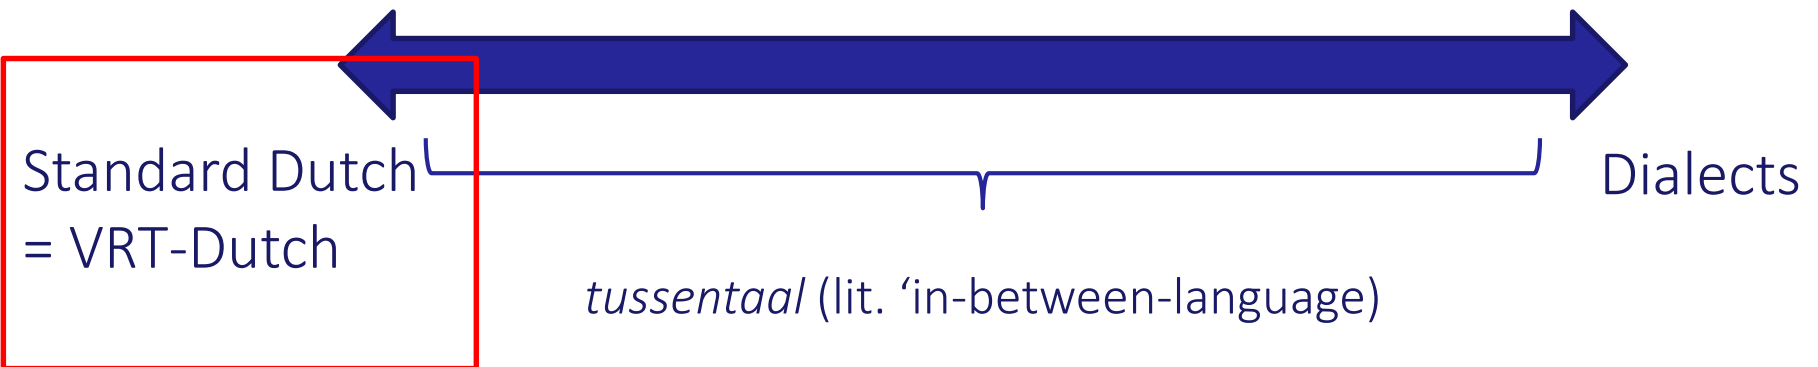 Standard Dutch
= VRT-Dutch
Dialects
tussentaal (lit. ‘in-between-language)